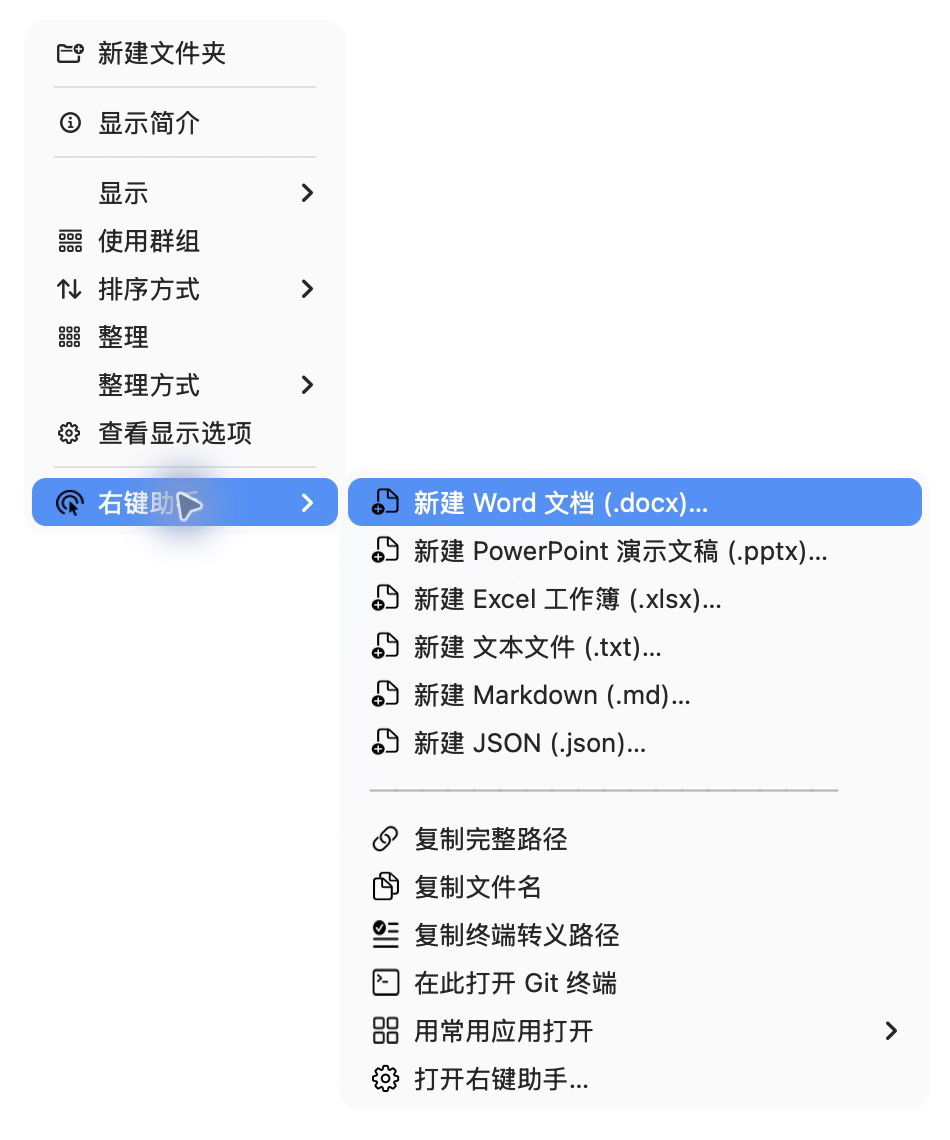 新建文件夹
显示简介
显示
使用群组
排序方式
整理
整理方式
查看显示选项
右键助手
新建 Word 文档 (.docx)...
新建 PowerPoint 演示文稿 (.pptx)...
新建 Excel 工作簿 (.xlsx)...
新建 文本文件 (.txt)...
新建 Markdown (.md)...
新建 JSON (.json)...
复制完整路径
复制文件名
复制终端转义路径
在此打开 Git 终端
用常用应用打开
打开右键助手...